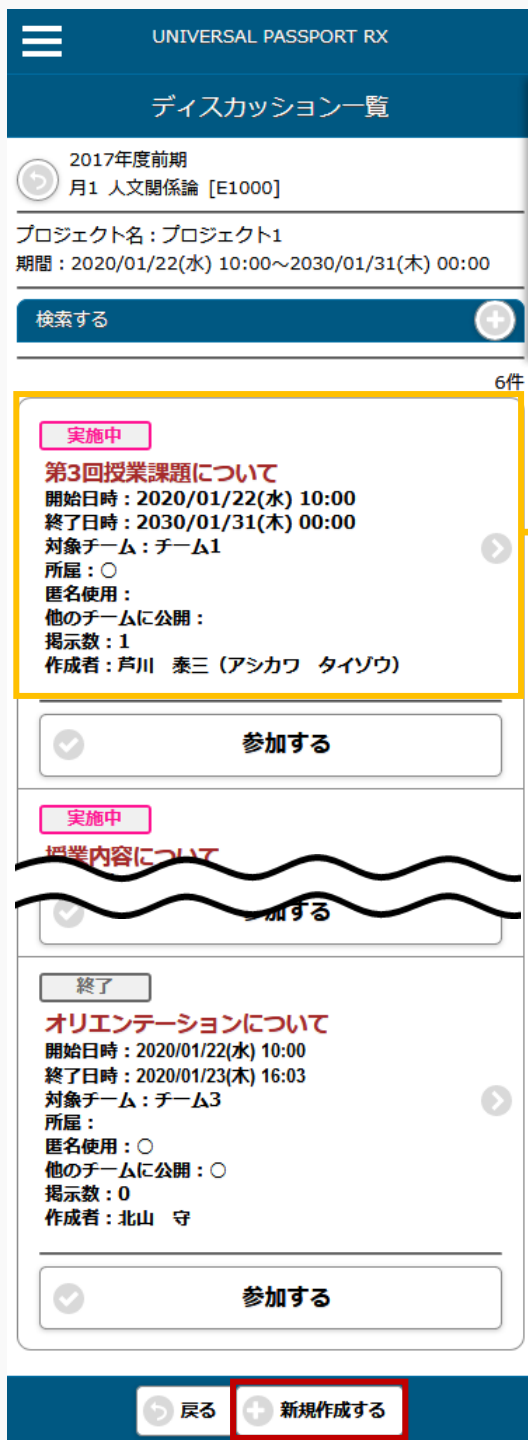 UNIVERSAL PASSPORT RX
ディスカッション一覧
2017年度前期
月1 人文関係論 [E1000]
プロジェクト名：プロジェクト1
期間：2020/01/22(水) 10:00～2030/01/31(木) 00:00
検索する
6件
実施中
第3回授業課題について
開始日時：2020/01/22(水) 10:00
終了日時：2030/01/31(木) 00:00
対象チーム：チーム1
所属：○
匿名使用：
他のチームに公開：
掲示数：1
作成者：芦川　泰三（アシカワ　タイゾウ）
参加する
実施中
授業内容について
参加する
終了
オリエンテーションについて
開始日時：2020/01/22(水) 10:00
終了日時：2020/01/23(木) 16:03
対象チーム：チーム3
所属：
匿名使用：○
他のチームに公開：○
掲示数：0
作成者：北山　守
参加する
戻る
新規作成する